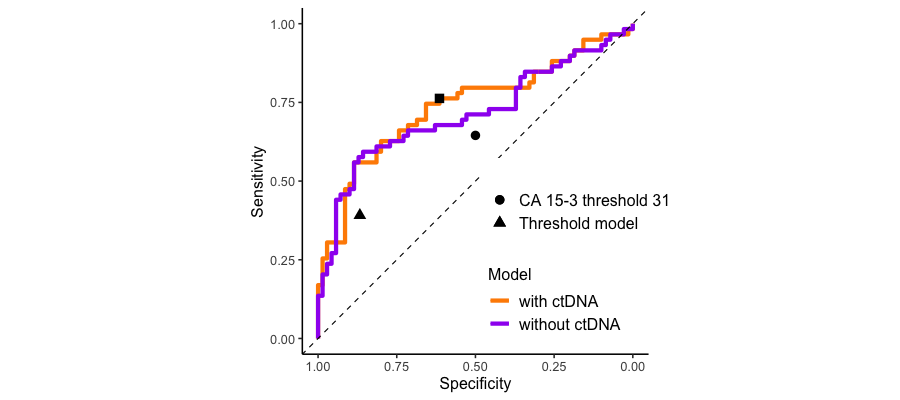 1.00
0.75
0.50
0.25
0.00
Sensitivity
CA 15-3 threshold 31
Threshold model
Model
with ctDNA
without ctDNA
1.00 0.75 0.50 0.25 0.00
Specificity